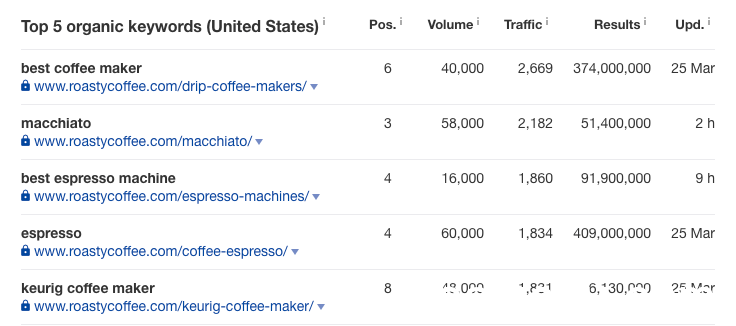 Top 5 organic keywords (United States) i Pos. i Volume i Traffic i Results i Upd. i
best coffee maker 6 40,000 2,669 374,000,000 25 Mar
www.roastycoffee.com/drip-coffee-makers/
macchiato 3 58,000 2,182 51,400,000 2 h
www.roastycoffee.com/macchiato/
best espresso machine 4 16,000 1,860 91,900,000 9 h
www.roastycoffee.com/espresso-machines/
espresso 4 60,000 1,834 409,000,000 25 Mar
www.roastycoffee.com/coffee-espresso/
keurig coffee maker 8 6,130,000 25 Mar
www.roastycoffee.com/keurig-coffee-maker/